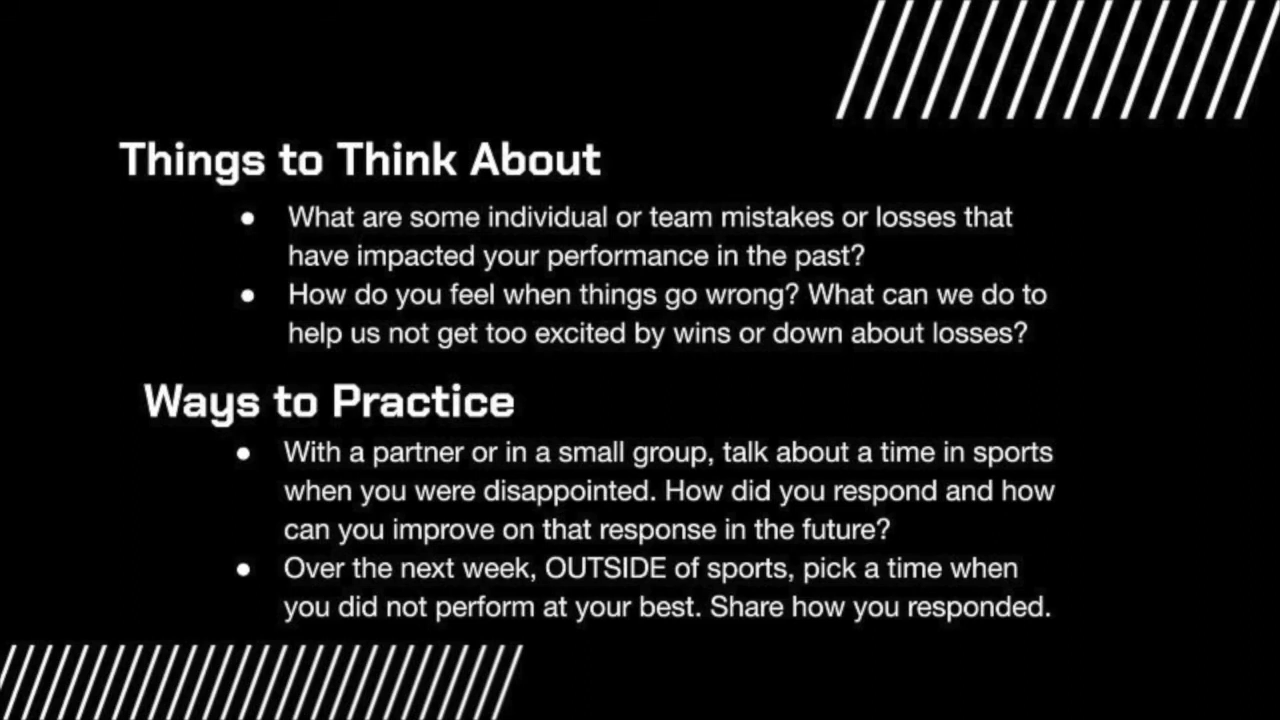 Things to Think About
● What are some individual or team mistakes or losses that
have impacted your performance in the past?
● How do you feel when things go wrong? What can we do to
help us not get too excited by wins or down about losses?
Ways to Practice
● With a partner or in a small group, talk about a time in sports
when you were disappointed. How did you respond and how
can you improve on that response in the future?
● Over the next week, OUTSIDE of sports, pick a time when
you did not perform at your best. Share how you responded.